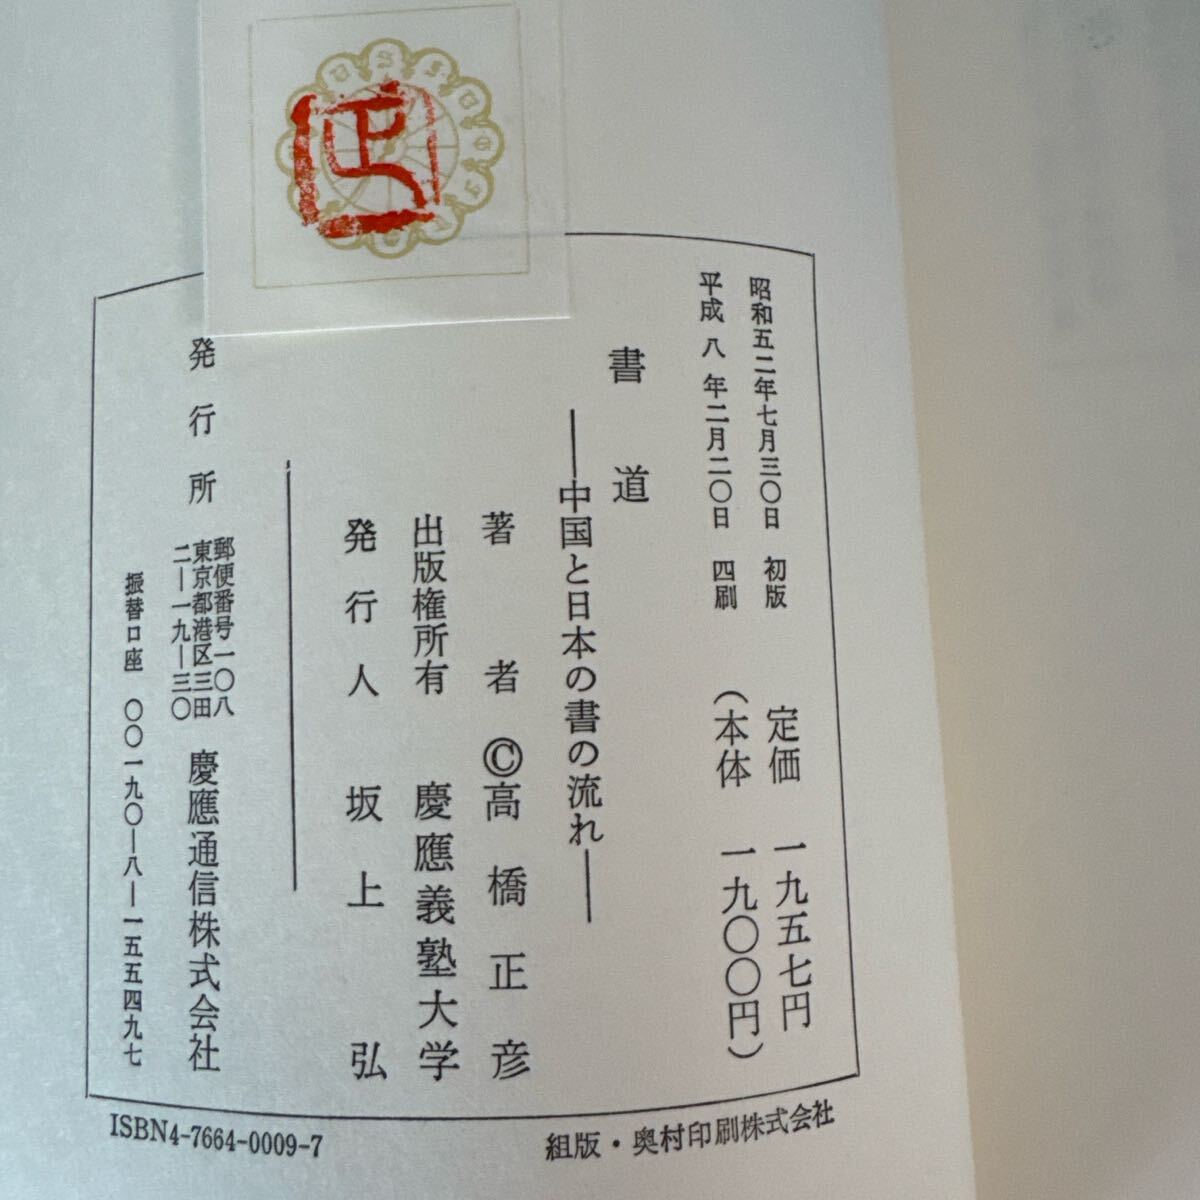 正
昭和五二年七月三〇日 初版 定価 一九五七円
平成八年二月二〇日 四刷 (本体 一九〇〇円)
書道
―中国と日本の書の流れ―
著者©高橋正彦
出版権所有 慶應義塾大学
発行人 坂上弘
発行所 郵便番号一〇八 東京都港区三田二―一九―三〇 慶應通信株式会社
振替口座 〇〇一九〇―八―一五五四九七
ISBN4-7664-0009-7
組版・奥村印刷株式会社